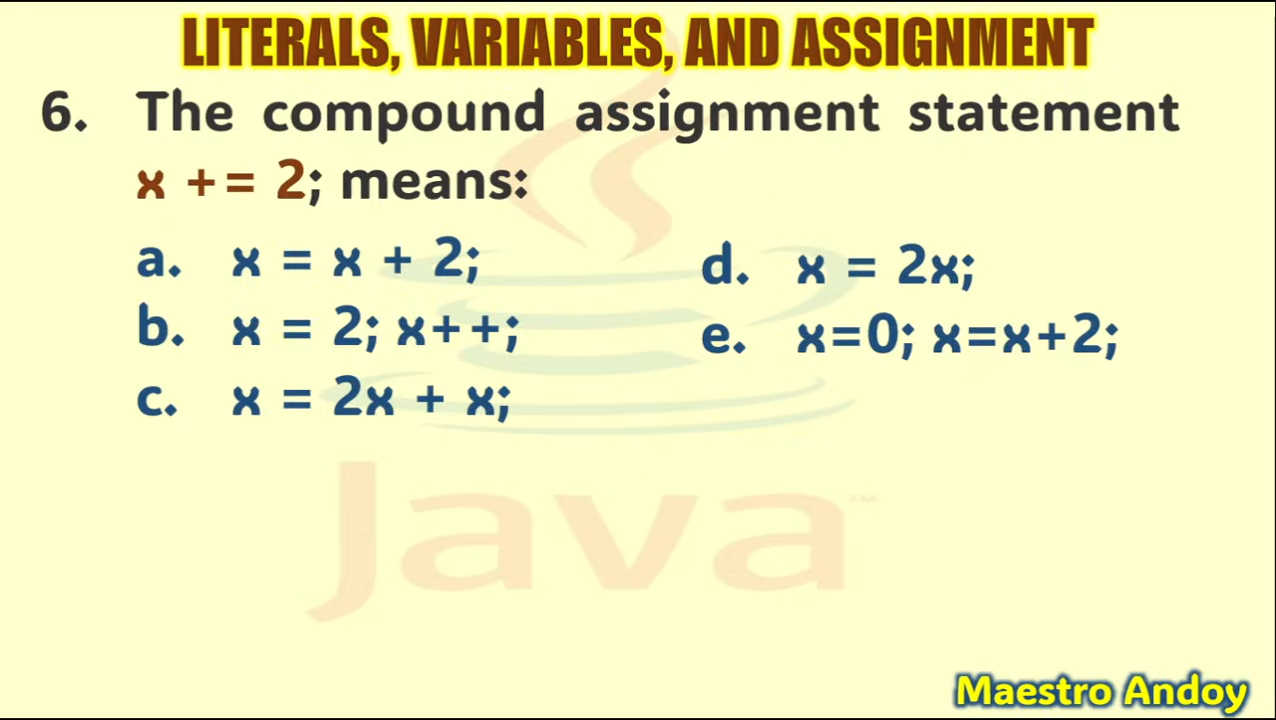 LITERALS, VARIABLES, AND ASSIGNMENT
6. The compound assignment statement
x += 2; means:
a. x = x + 2;
b. x = 2; x++;
c. x = 2x + x;
d. x = 2x;
e. x=0; x=x+2;
Java™
Maestro Andoy